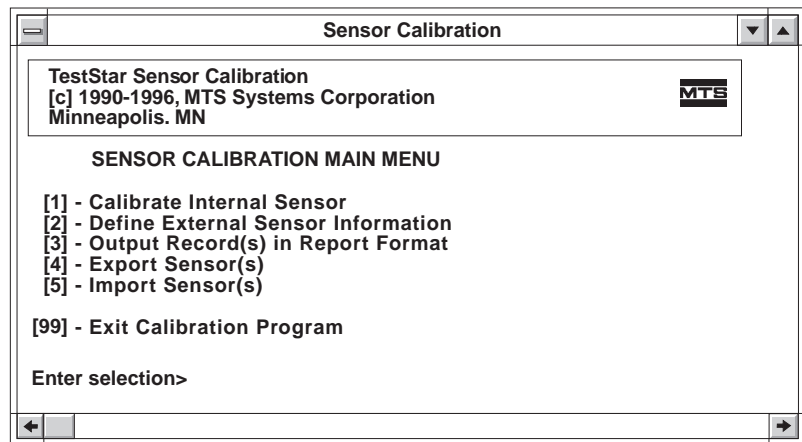 Sensor Calibration
TestStar Sensor Calibration
[c] 1990-1996, MTS Systems Corporation
Minneapolis. MN
MTS
SENSOR CALIBRATION MAIN MENU
[1] - Calibrate Internal Sensor
[2] - Define External Sensor Information
[3] - Output Record(s) in Report Format
[4] - Export Sensor(s)
[5] - Import Sensor(s)
[99] - Exit Calibration Program
Enter selection>